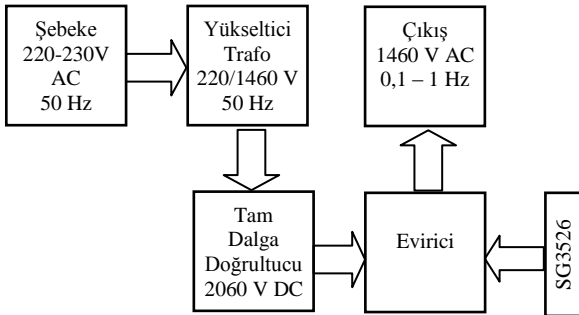 Şebeke
220-230V
AC
50 Hz
Yükseltici
Trafo
220/1460 V
50 Hz
Çıkış
1460 V AC
0,1 – 1 Hz
Tam
Dalga
Doğrultucu
2060 V DC
Evirici
SG3526